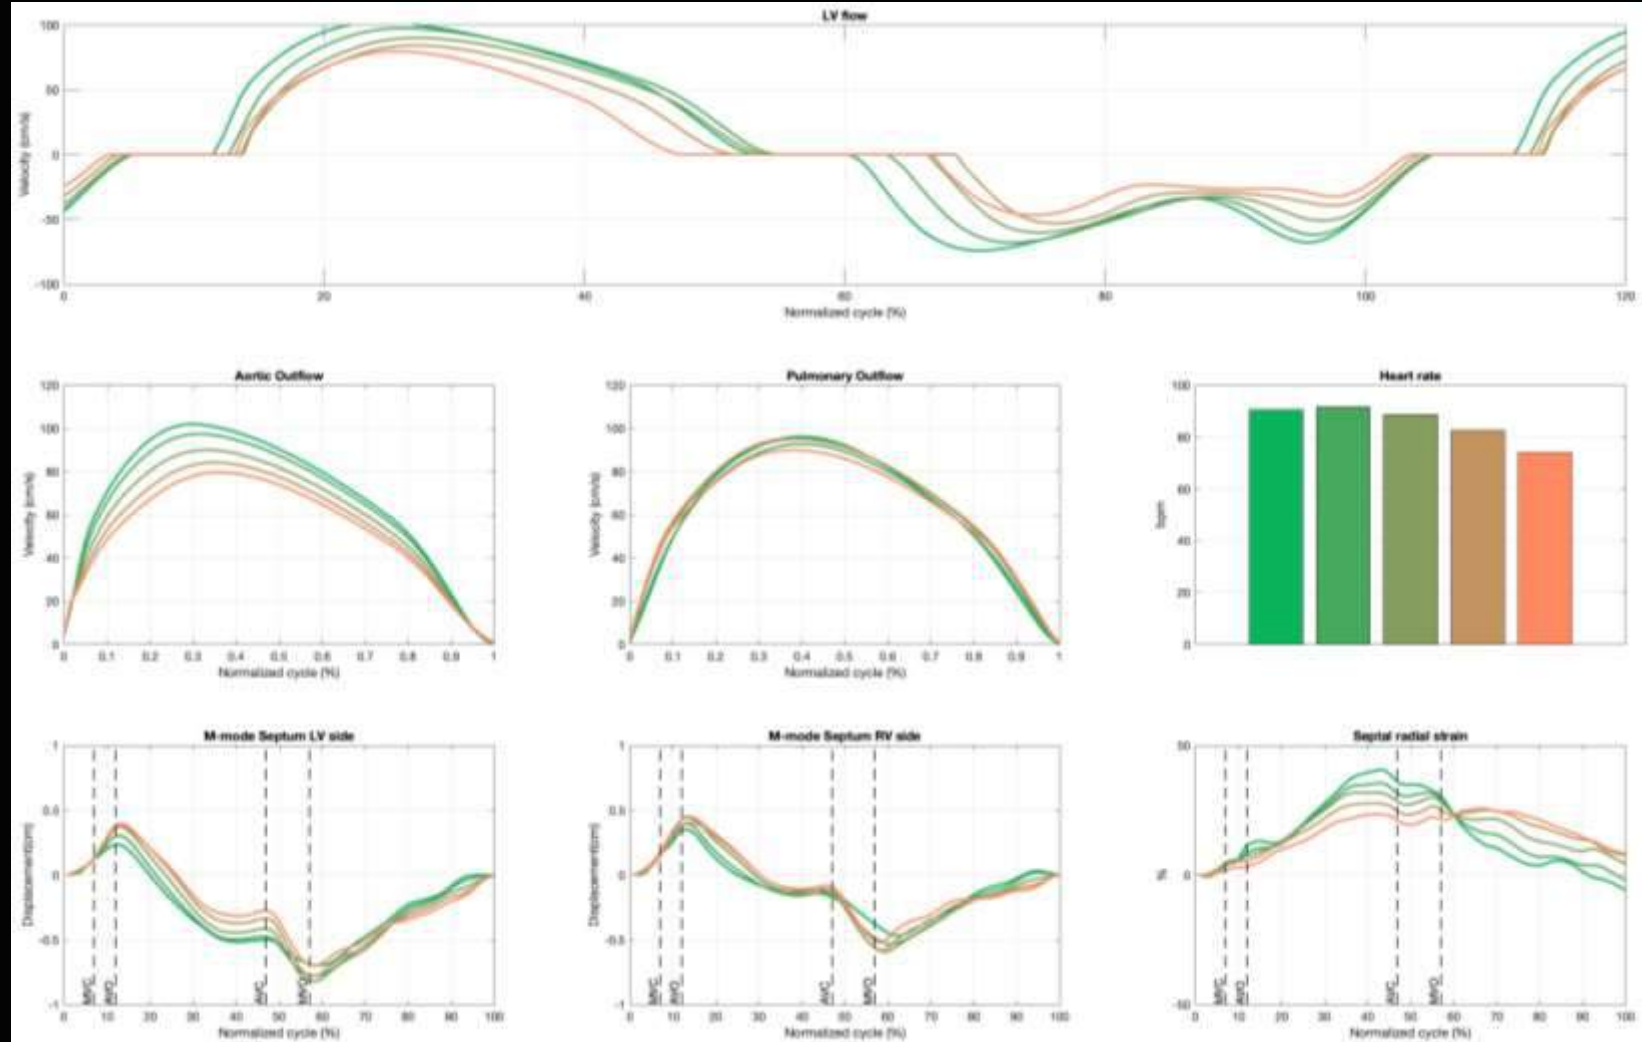 LV flow
100
50
0
-50
-100
Velocity (cm/s)
0 20 40 60 80 100 120
Normalized cycle (%)
Aortic Outflow
120
100
80
60
40
20
0
Velocity (cm/s)
0 0.1 0.2 0.3 0.4 0.5 0.6 0.7 0.8 0.9 1
Normalized cycle (%)
Pulmonary Outflow
120
100
80
60
40
20
0
Velocity (cm/s)
0 0.1 0.2 0.3 0.4 0.5 0.6 0.7 0.8 0.9 1
Normalized cycle (%)
Heart rate
100
80
60
40
20
0
bpm
M-mode Septum LV side
1
0.5
0
-0.5
-1
Displacement(cm)
MVC AVO AVC MVO
0 10 20 30 40 50 60 70 80 90 100
Normalized cycle (%)
M-mode Septum RV side
1
0.5
0
-0.5
-1
Displacement(cm)
MVC AVO AVC MVO
0 10 20 30 40 50 60 70 80 90 100
Normalized cycle (%)
Septal radial strain
50
0
-50
%
MVC AVO AVC MVO
0 10 20 30 40 50 60 70 80 90 100
Normalized cycle (%)